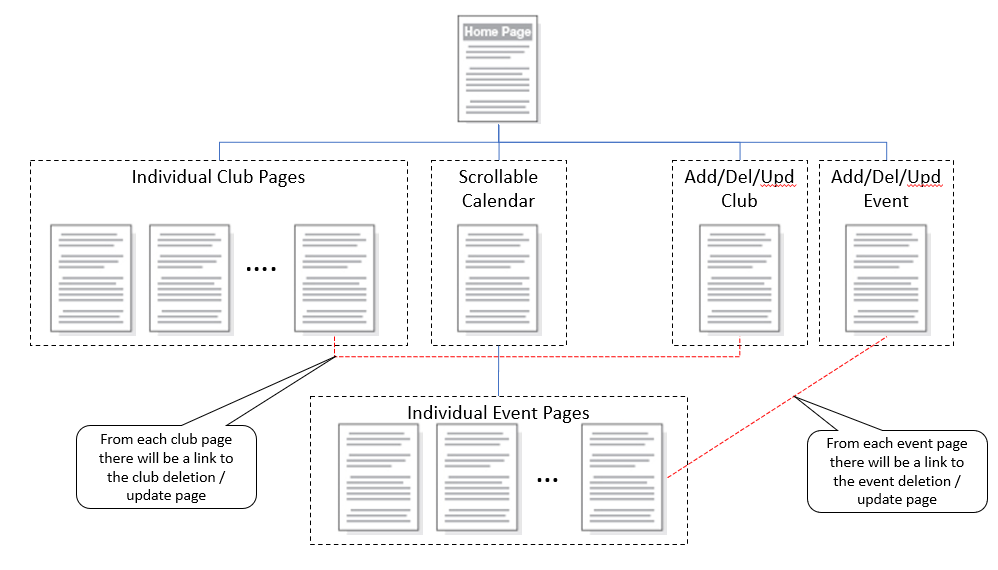 Home Page
Individual Club Pages
Scrollable
Calendar
Add/Del/Upd
Club
Add/Del/Upd
Event
....
Individual Event Pages
...
From each club page
there will be a link to
the club deletion /
update page
From each event page
there will be a link to
the event deletion /
update page